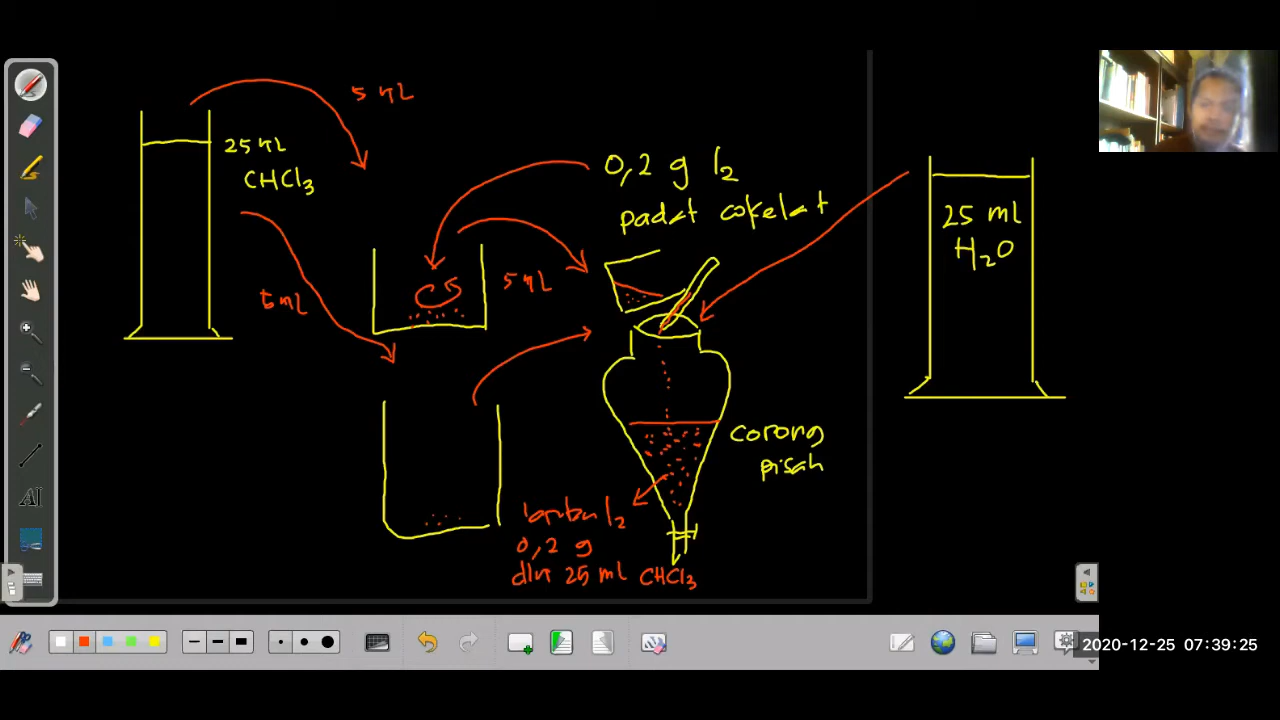 5 mL
25 mL
CHCl3
0,2 g I2
padat cokelat
25 ml
H2O
5 mL
5 mL
corong
pisah
larutan I2
0,2 g
dlm 25 ml CHCl3
AI
2020-12-25 07:39:25